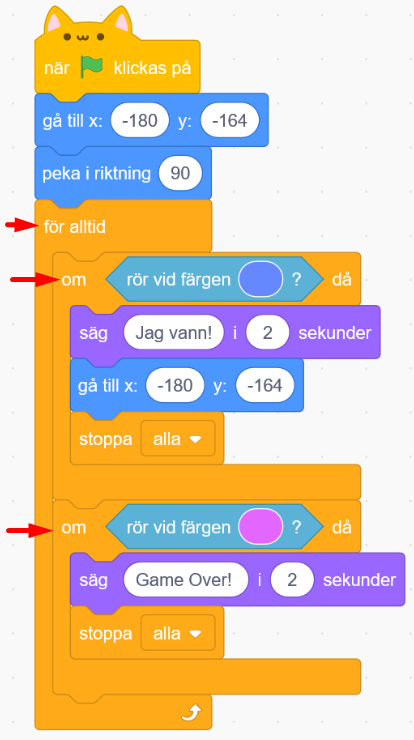 när klickas på
gå till x: -180 y: -164
peka i riktning 90
för alltid
om rör vid färgen ? då
säg Jag vann! i 2 sekunder
gå till x: -180 y: -164
stoppa alla
om rör vid färgen ? då
säg Game Over! i 2 sekunder
stoppa alla